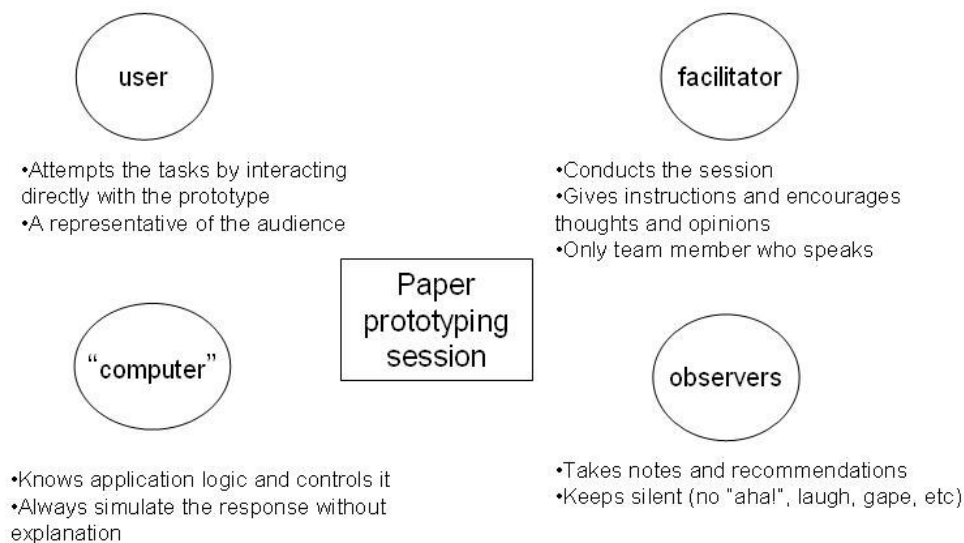 user
•Attempts the tasks by interacting
directly with the prototype
•A representative of the audience
facilitator
•Conducts the session
•Gives instructions and encourages
thoughts and opinions
•Only team member who speaks
Paper
prototyping
session
“computer”
•Knows application logic and controls it
•Always simulate the response without
explanation
observers
•Takes notes and recommendations
•Keeps silent (no "aha!", laugh, gape, etc)